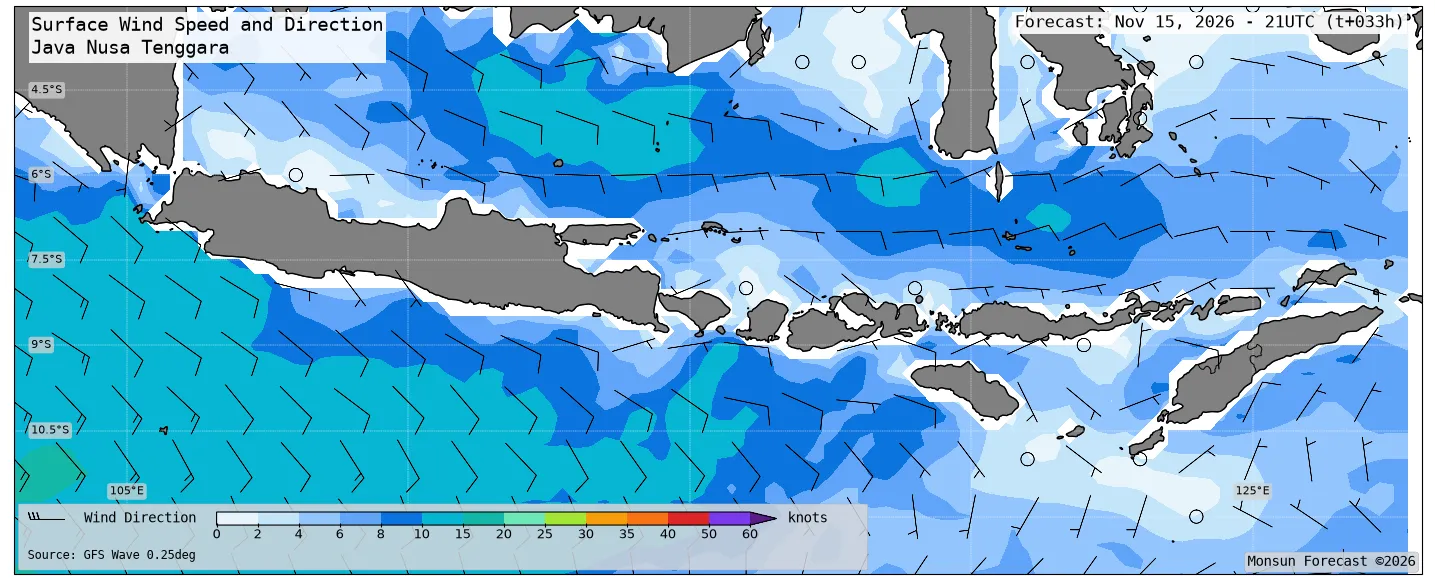 Surface Wind Speed and Direction
Java Nusa Tenggara
Forecast: Nov 15, 2026 - 21UTC (t+033h)
4.5°S
6°S
7.5°S
9°S
10.5°S
105°E
125°E
Wind Direction
0 2 4 6 8 10 15 20 25 30 35 40 50 60
knots
Source: GFS Wave 0.25deg
Monsun Forecast ©2026